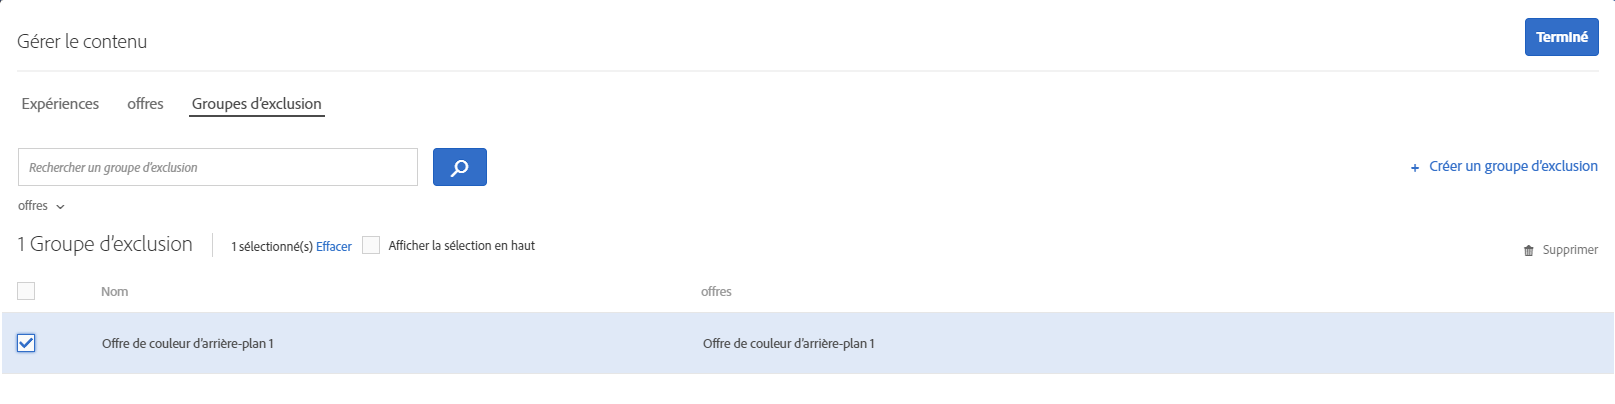 Gérer le contenu
Terminé
Expériences offres Groupes d'exclusion
Rechercher un groupe d'exclusion
+ Créer un groupe d'exclusion
offres
1 Groupe d'exclusion
1 sélectionné(s) Effacer
Afficher la sélection en haut
Supprimer
Nom offres
Offre de couleur d'arrière-plan 1 Offre de couleur d'arrière-plan 1